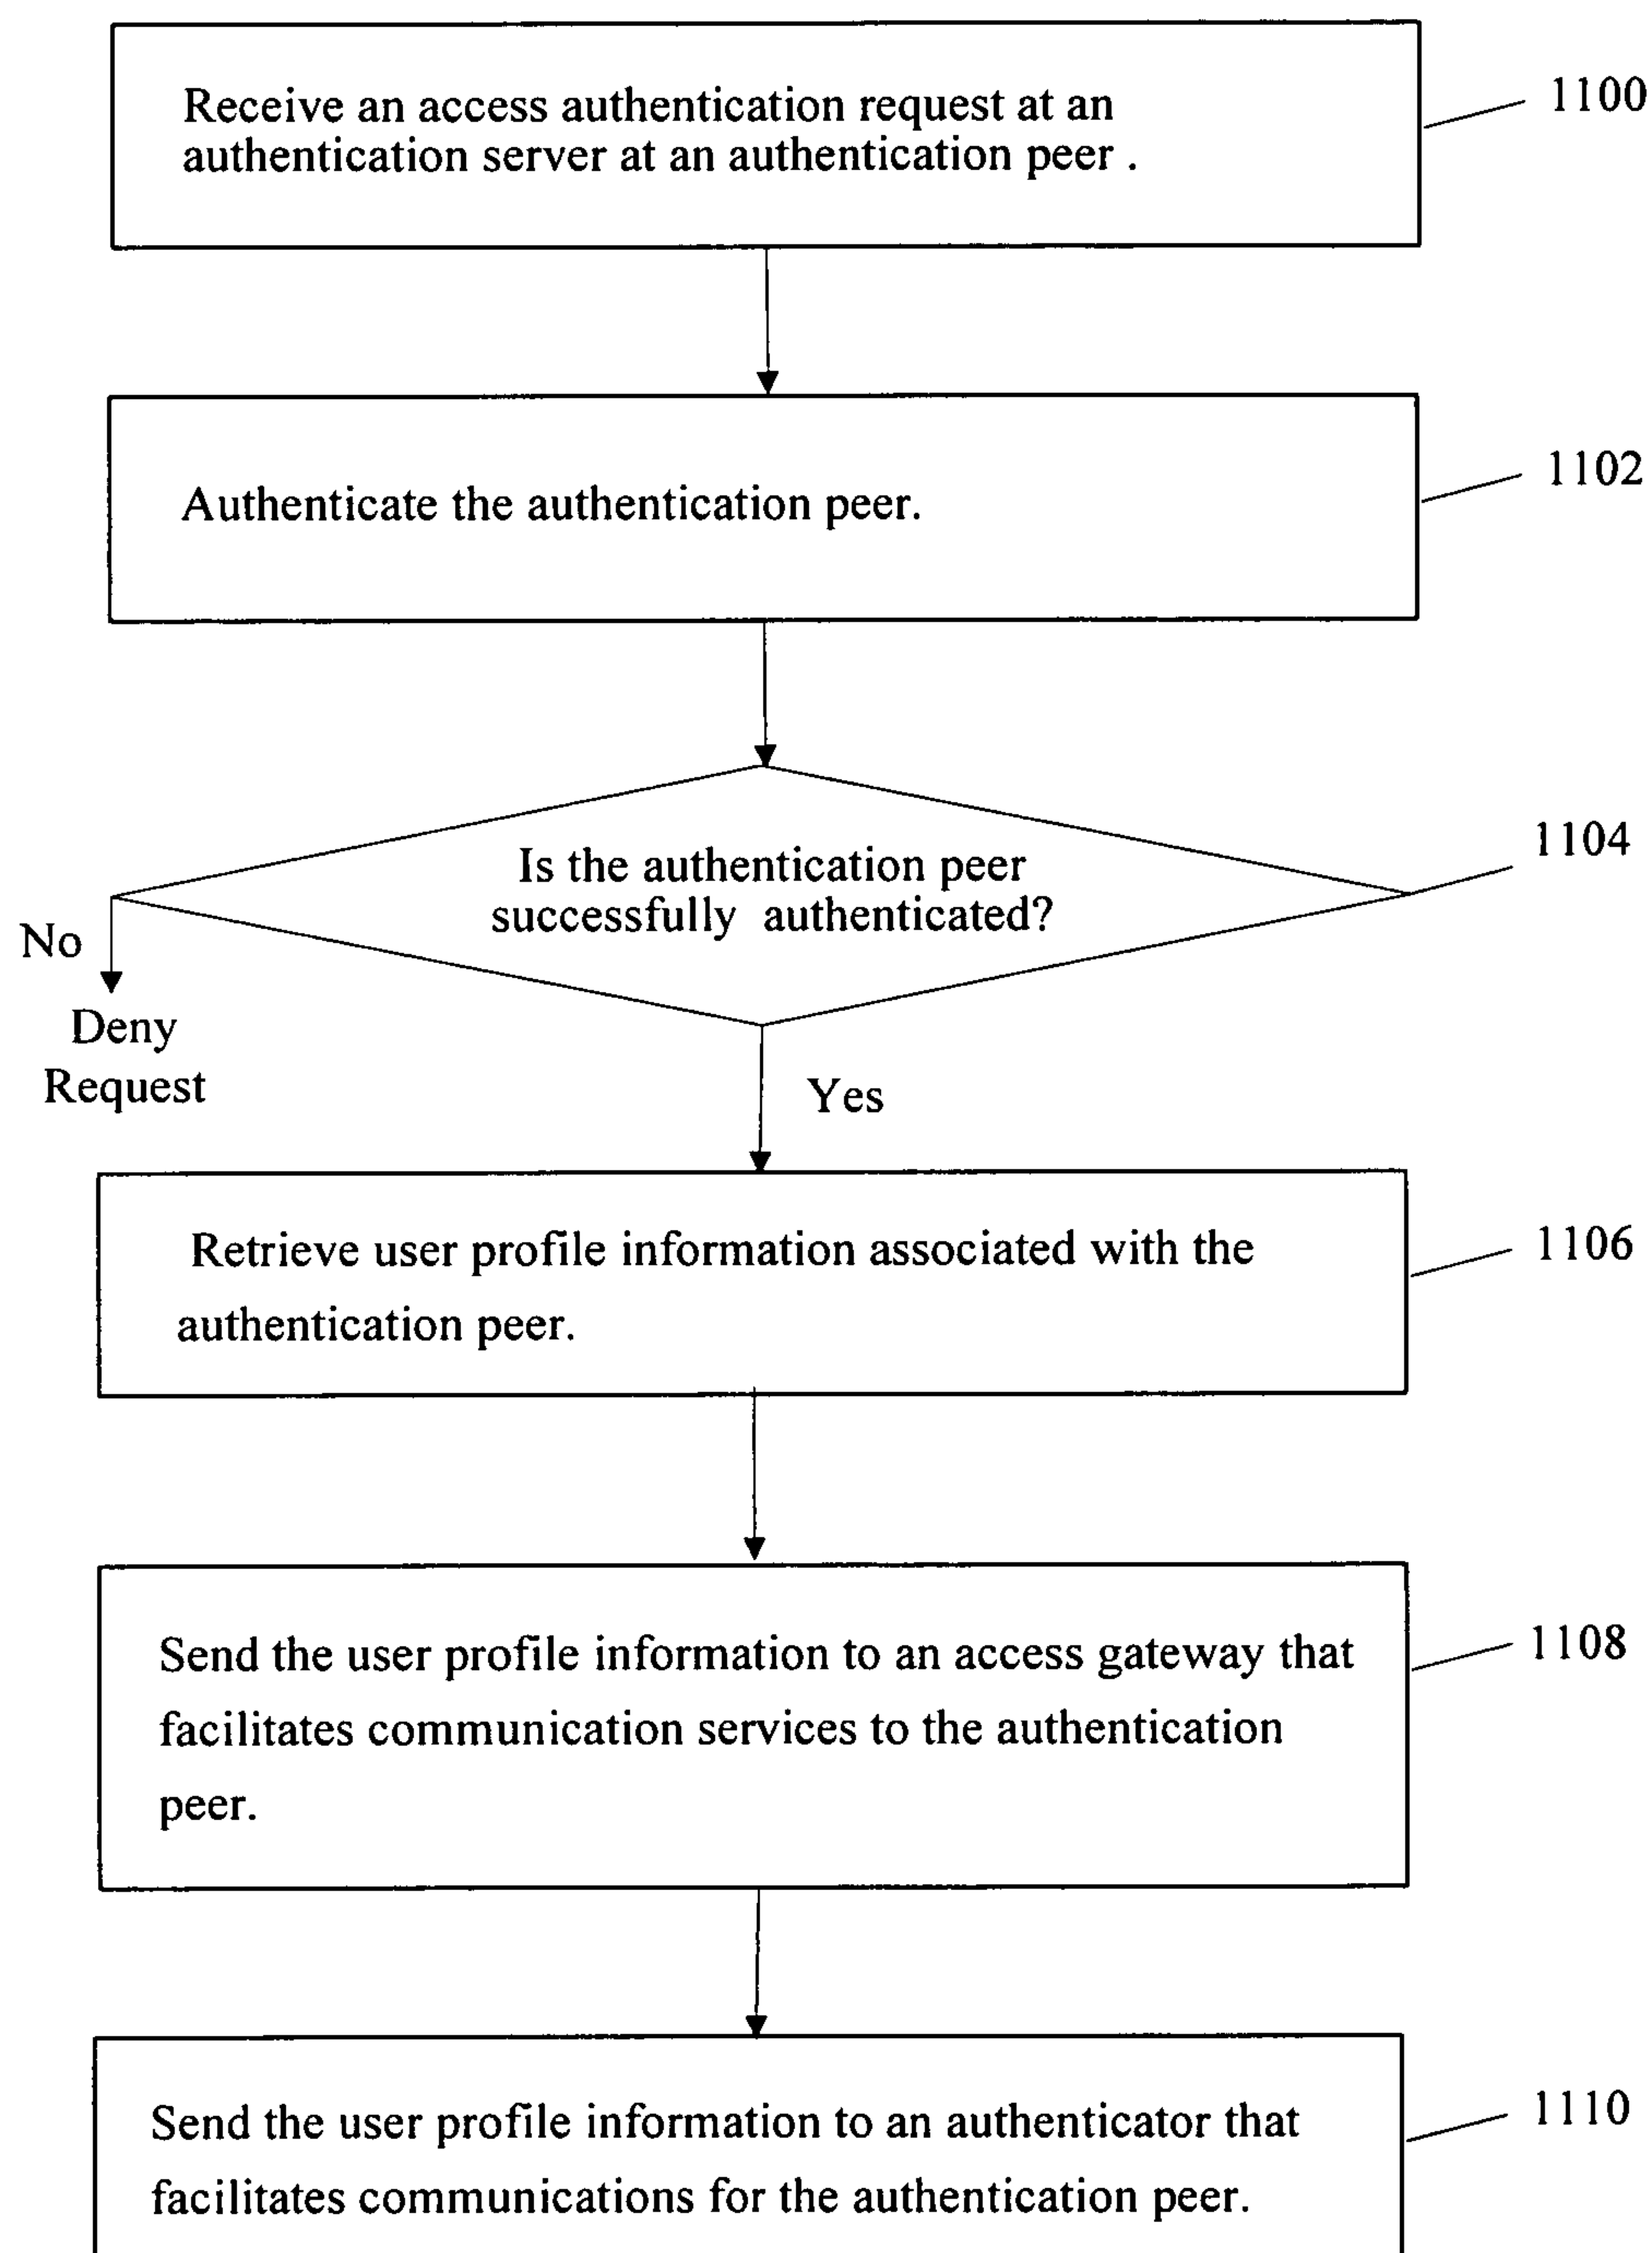 Receive an access authentication request at an
authentication server at an authentication peer .
1100
Authenticate the authentication peer.
1102
Is the authentication peer
successfully authenticated?
1104
No
Deny
Request
Yes
Retrieve user profile information associated with the
authentication peer.
1106
Send the user profile information to an access gateway that
facilitates communication services to the authentication
peer.
1108
Send the user profile information to an authenticator that
facilitates communications for the authentication peer.
1110